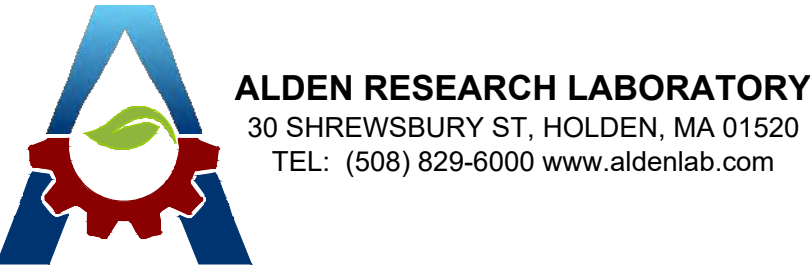 ALDEN RESEARCH LABORATORY
30 SHREWSBURY ST, HOLDEN, MA 01520
TEL: (508) 829-6000 www.aldenlab.com